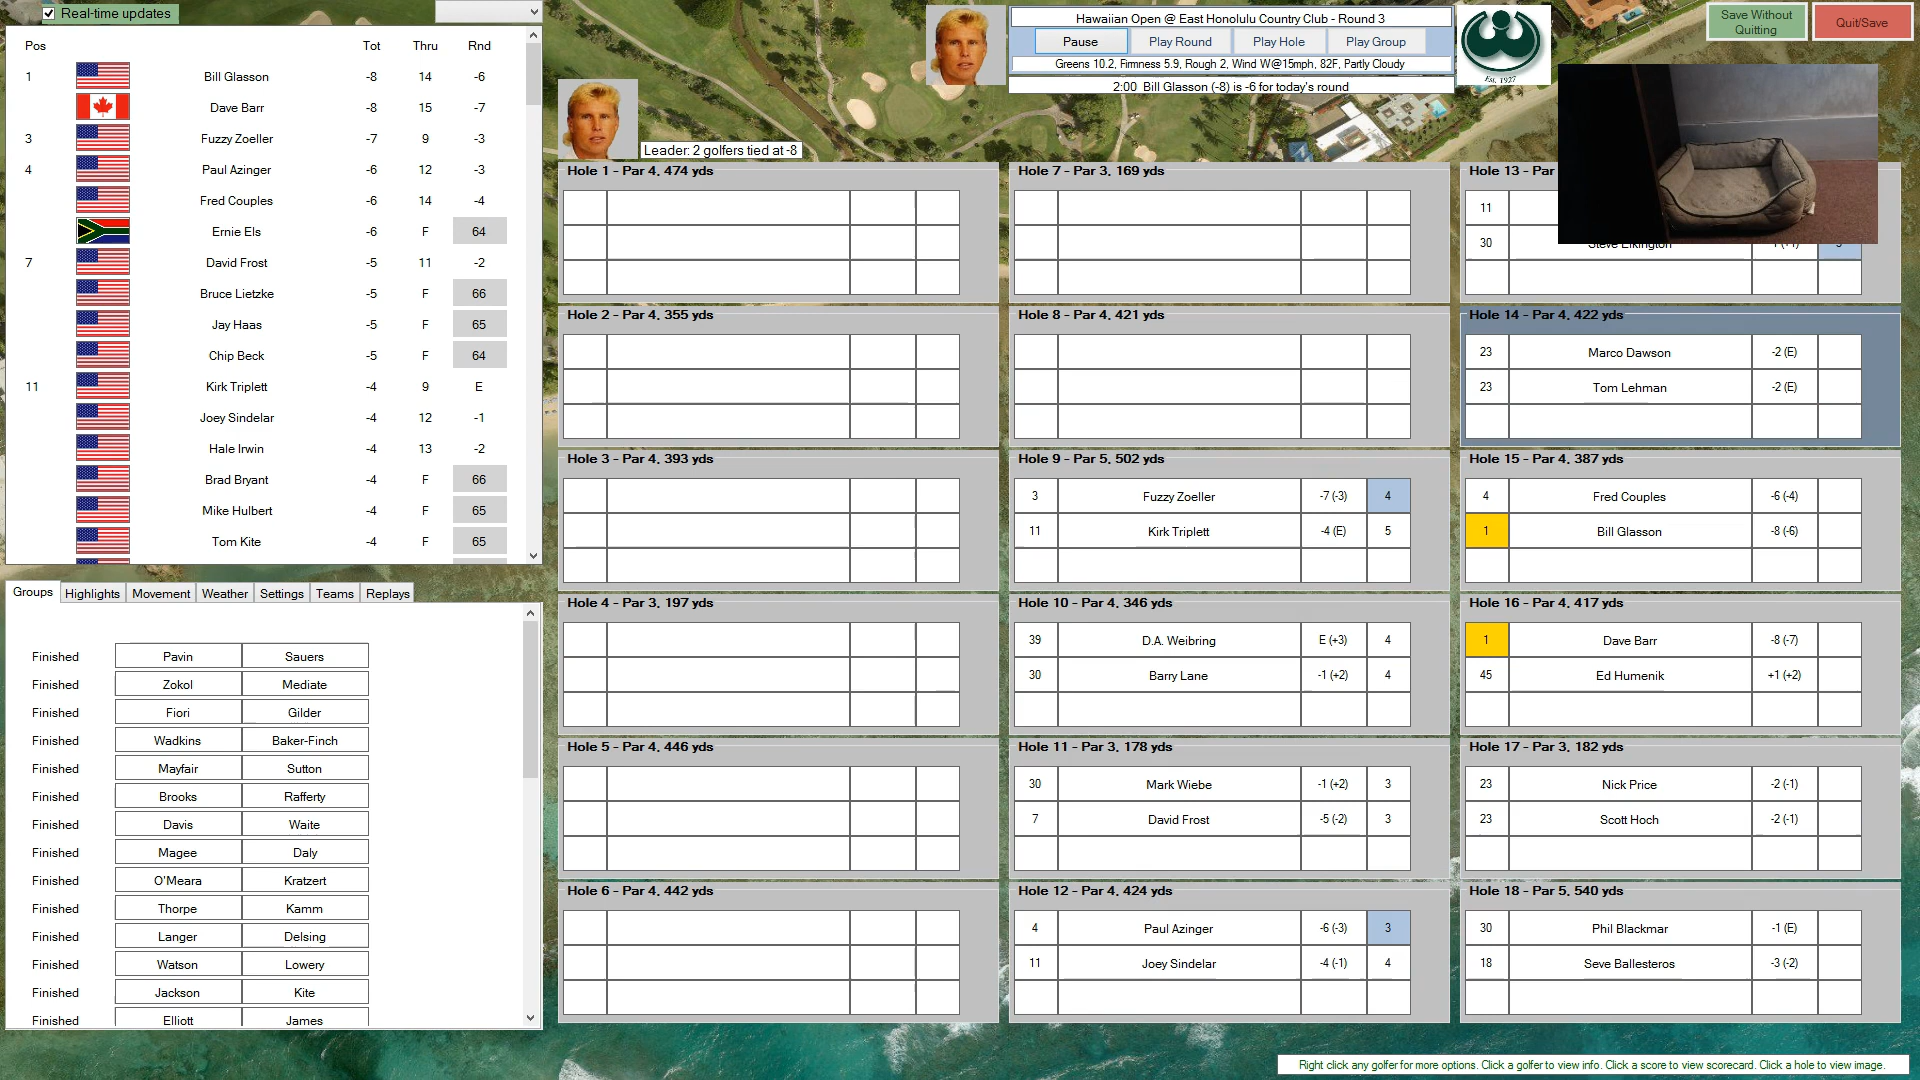 Real-time updates
Pos Tot Thru Rnd
1 Bill Glasson -8 14 -6
Dave Barr -8 15 -7
3 Fuzzy Zoeller -7 9 -3
4 Paul Azinger -6 12 -3
Fred Couples -6 14 -4
Ernie Els -6 F 64
7 David Frost -5 11 -2
Bruce Lietzke -5 F 66
Jay Haas -5 F 65
Chip Beck -5 F 64
11 Kirk Triplett -4 9 E
Joey Sindelar -4 12 -1
Hale Irwin -4 13 -2
Brad Bryant -4 F 66
Mike Hulbert -4 F 65
Tom Kite -4 F 65
Groups Highlights Movement Weather Settings Teams Replays
Finished Pavin Sauers
Finished Zokol Mediate
Finished Fiori Gilder
Finished Wadkins Baker-Finch
Finished Mayfair Sutton
Finished Brooks Rafferty
Finished Davis Waite
Finished Magee Daly
Finished O'Meara Kratzert
Finished Thorpe Kamm
Finished Langer Delsing
Finished Watson Lowery
Finished Jackson Kite
Finished Elliott James
Hawaiian Open @ East Honolulu Country Club - Round 3
Pause Play Round Play Hole Play Group
Greens 10.2, Firmness 5.9, Rough 2, Wind W@15mph, 82F, Partly Cloudy
2:00 Bill Glasson (-8) is -6 for today's round
Est. 1927
Save Without Quitting
Quit/Save
Leader: 2 golfers tied at -8
Hole 1 - Par 4, 474 yds
Hole 2 - Par 4, 355 yds
Hole 3 - Par 4, 393 yds
Hole 4 - Par 3, 197 yds
Hole 5 - Par 4, 446 yds
Hole 6 - Par 4, 442 yds
Hole 7 - Par 3, 169 yds
Hole 8 - Par 4, 421 yds
Hole 9 - Par 5, 502 yds
3 Fuzzy Zoeller -7 (-3) 4
11 Kirk Triplett -4 (E) 5
Hole 10 - Par 4, 346 yds
39 D.A. Weibring E (+3) 4
30 Barry Lane -1 (+2) 4
Hole 11 - Par 3, 178 yds
30 Mark Wiebe -1 (+2) 3
7 David Frost -5 (-2) 3
Hole 12 - Par 4, 424 yds
4 Paul Azinger -6 (-3) 3
11 Joey Sindelar -4 (-1) 4
Hole 13 - Par
11
30 Steve Elkington
Hole 14 - Par 4, 422 yds
23 Marco Dawson -2 (E)
23 Tom Lehman -2 (E)
Hole 15 - Par 4, 387 yds
4 Fred Couples -6 (-4)
1 Bill Glasson -8 (-6)
Hole 16 - Par 4, 417 yds
1 Dave Barr -8 (-7)
45 Ed Humenik +1 (+2)
Hole 17 - Par 3, 182 yds
23 Nick Price -2 (-1)
23 Scott Hoch -2 (-1)
Hole 18 - Par 5, 540 yds
30 Phil Blackmar -1 (E)
18 Seve Ballesteros -3 (-2)
Right click any golfer for more options. Click a golfer to view info. Click a score to view scorecard. Click a hole to view image.